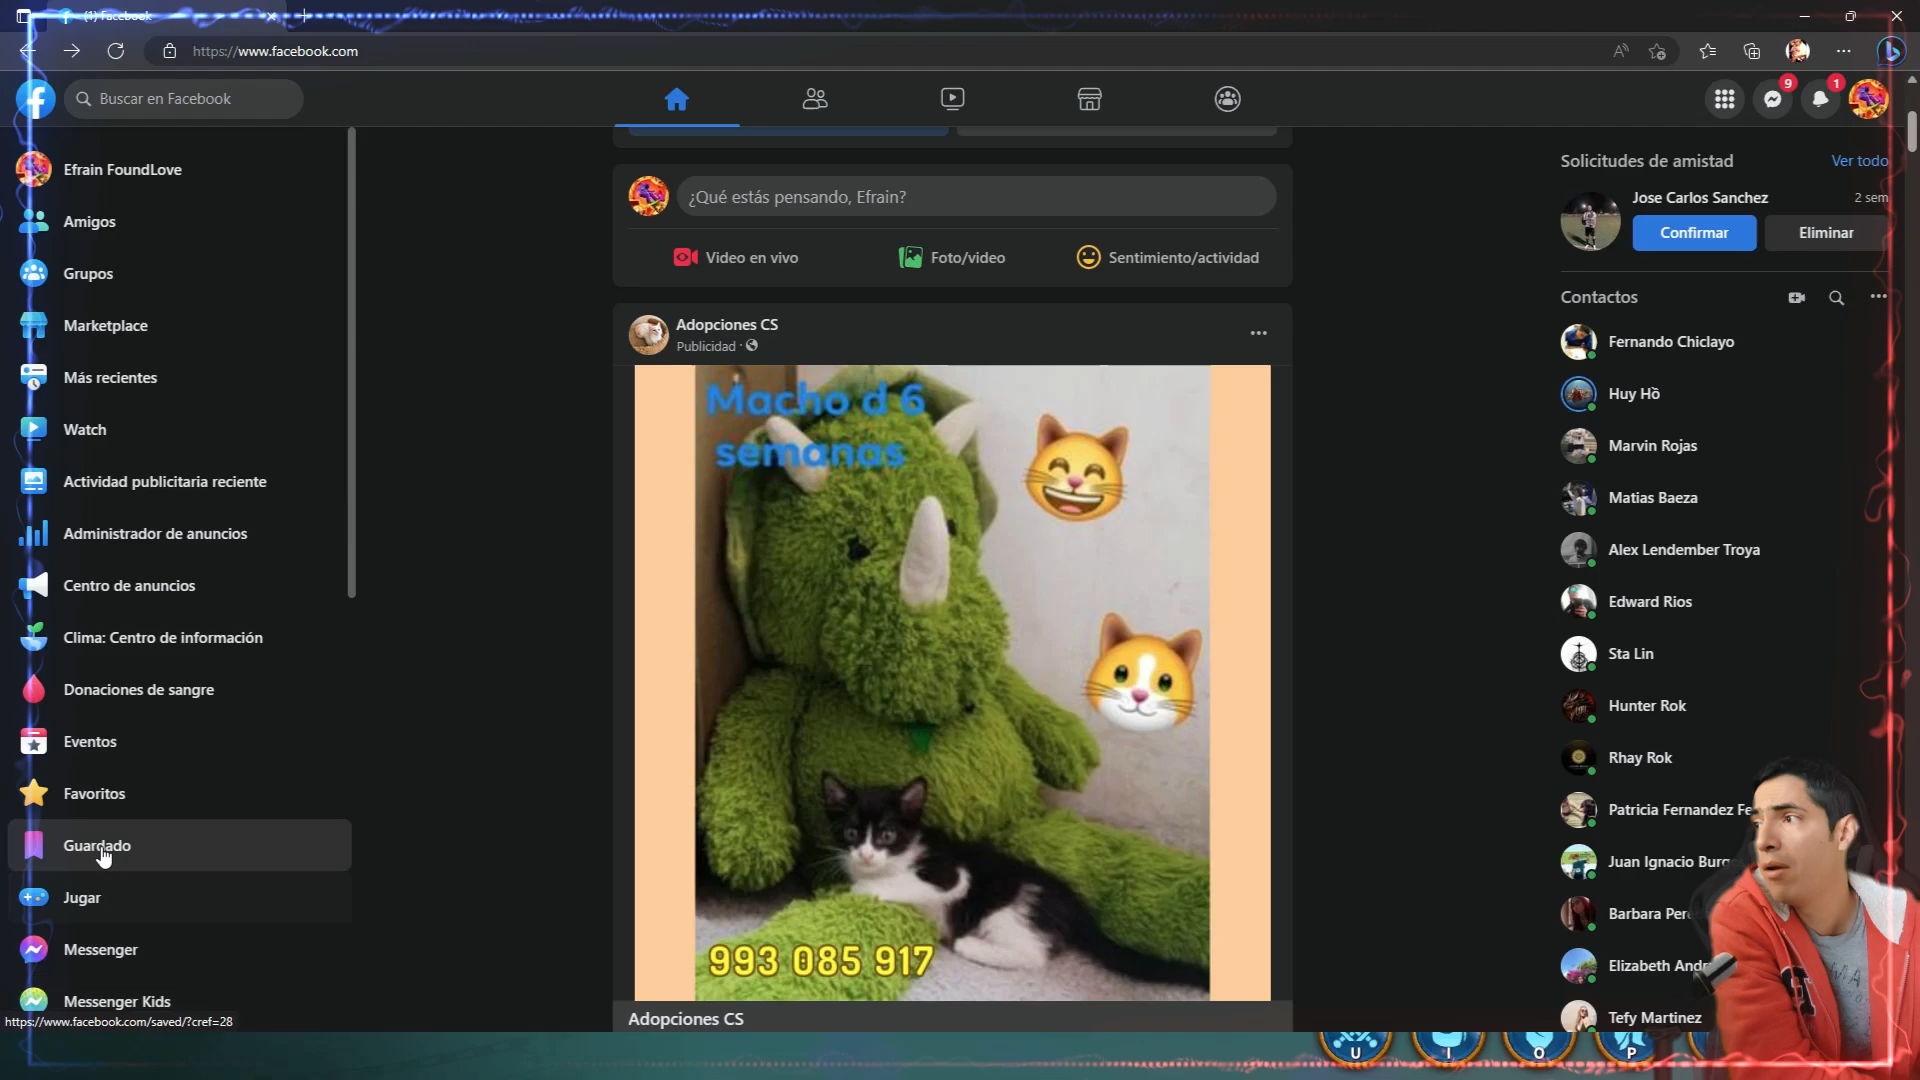 (1) Facebook
https://www.facebook.com
Buscar en Facebook
9
1
Efrain FoundLove
Amigos
Grupos
Marketplace
Más recientes
Watch
Actividad publicitaria reciente
Administrador de anuncios
Centro de anuncios
Clima: Centro de información
Donaciones de sangre
Eventos
Favoritos
Guardado
Jugar
Messenger
Messenger Kids
https://www.facebook.com/saved/?cref=28
¿Qué estás pensando, Efrain?
Video en vivo
Foto/video
Sentimiento/actividad
Adopciones CS
Publicidad ·
Macho d 6
semanas
993 085 917
Adopciones CS
Solicitudes de amistad
Ver todo
Jose Carlos Sanchez
2 sem
Confirmar
Eliminar
Contactos
Fernando Chiclayo
Huy Hồ
Marvin Rojas
Matias Baeza
Alex Lendember Troya
Edward Rios
Sta Lin
Hunter Rok
Rhay Rok
Patricia Fernandez Fe
Juan Ignacio Burg
Barbara Per
Elizabeth Andr
Tefy Martinez
U
I
O
P